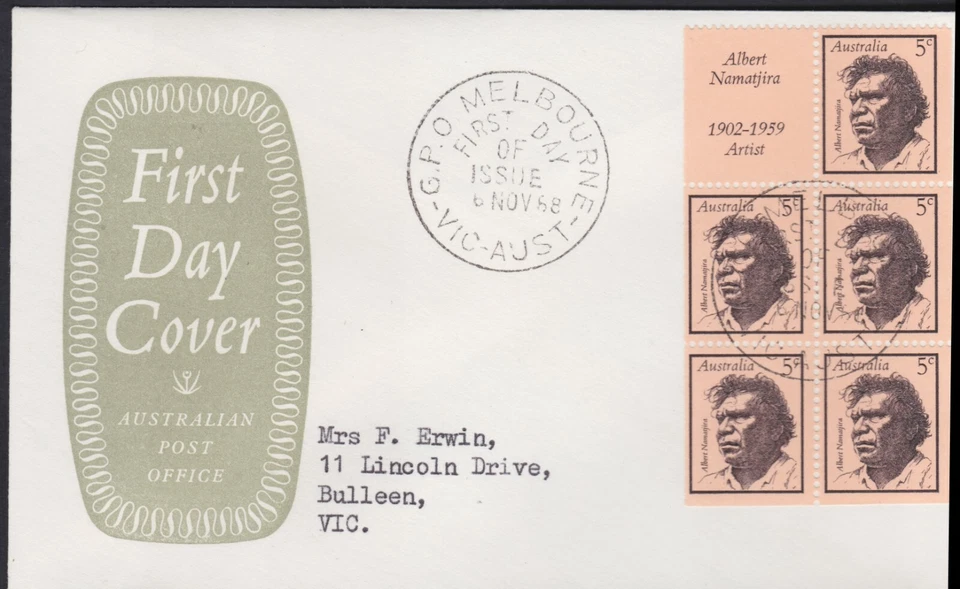 First
Day
Cover
AUSTRALIAN
POST
OFFICE
G.P.O MELBOURNE
FIRST DAY
OF
ISSUE
6 NOV 68
-VIC-AUST-
Mrs F. Erwin,
11 Lincoln Drive,
Bulleen,
VIC.
Albert
Namatjira
1902-1959
Artist
Australia 5c
Albert Namatjira
Australia 5c
Albert Namatjira
Australia 5c
Albert Namatjira
Australia 5c
Albert Namatjira
Australia 5c
Albert Namatjira
NOV
AUST